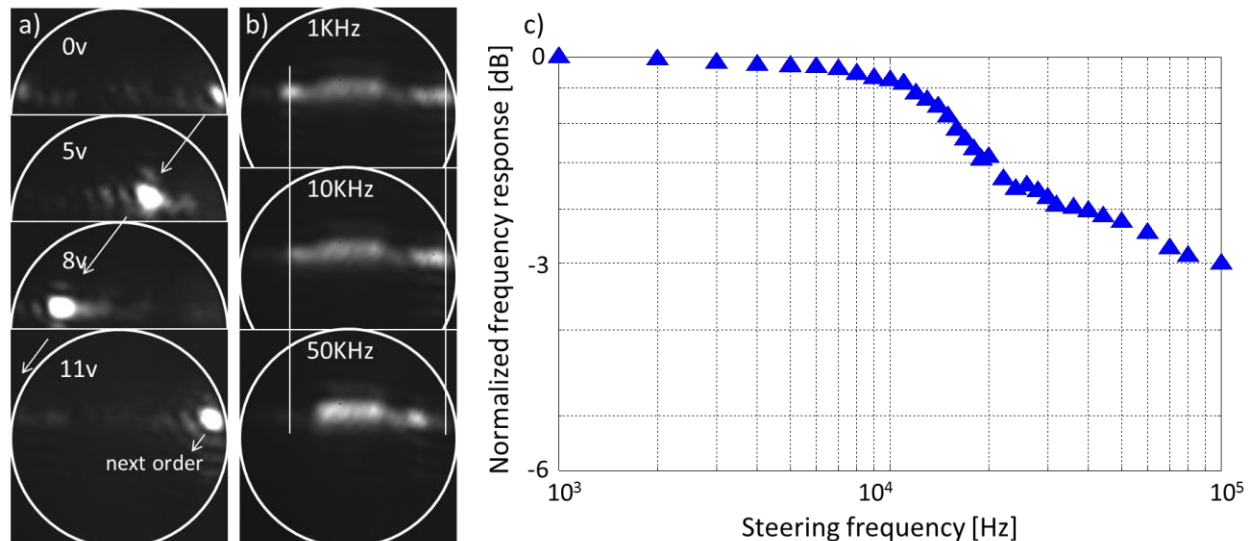 a)
0v
5v
8v
11v
next order
b)
1KHz
10KHz
50KHz
c)
Normalized frequency response [dB]
0
-3
-6
10³
10⁴
10⁵
Steering frequency [Hz]